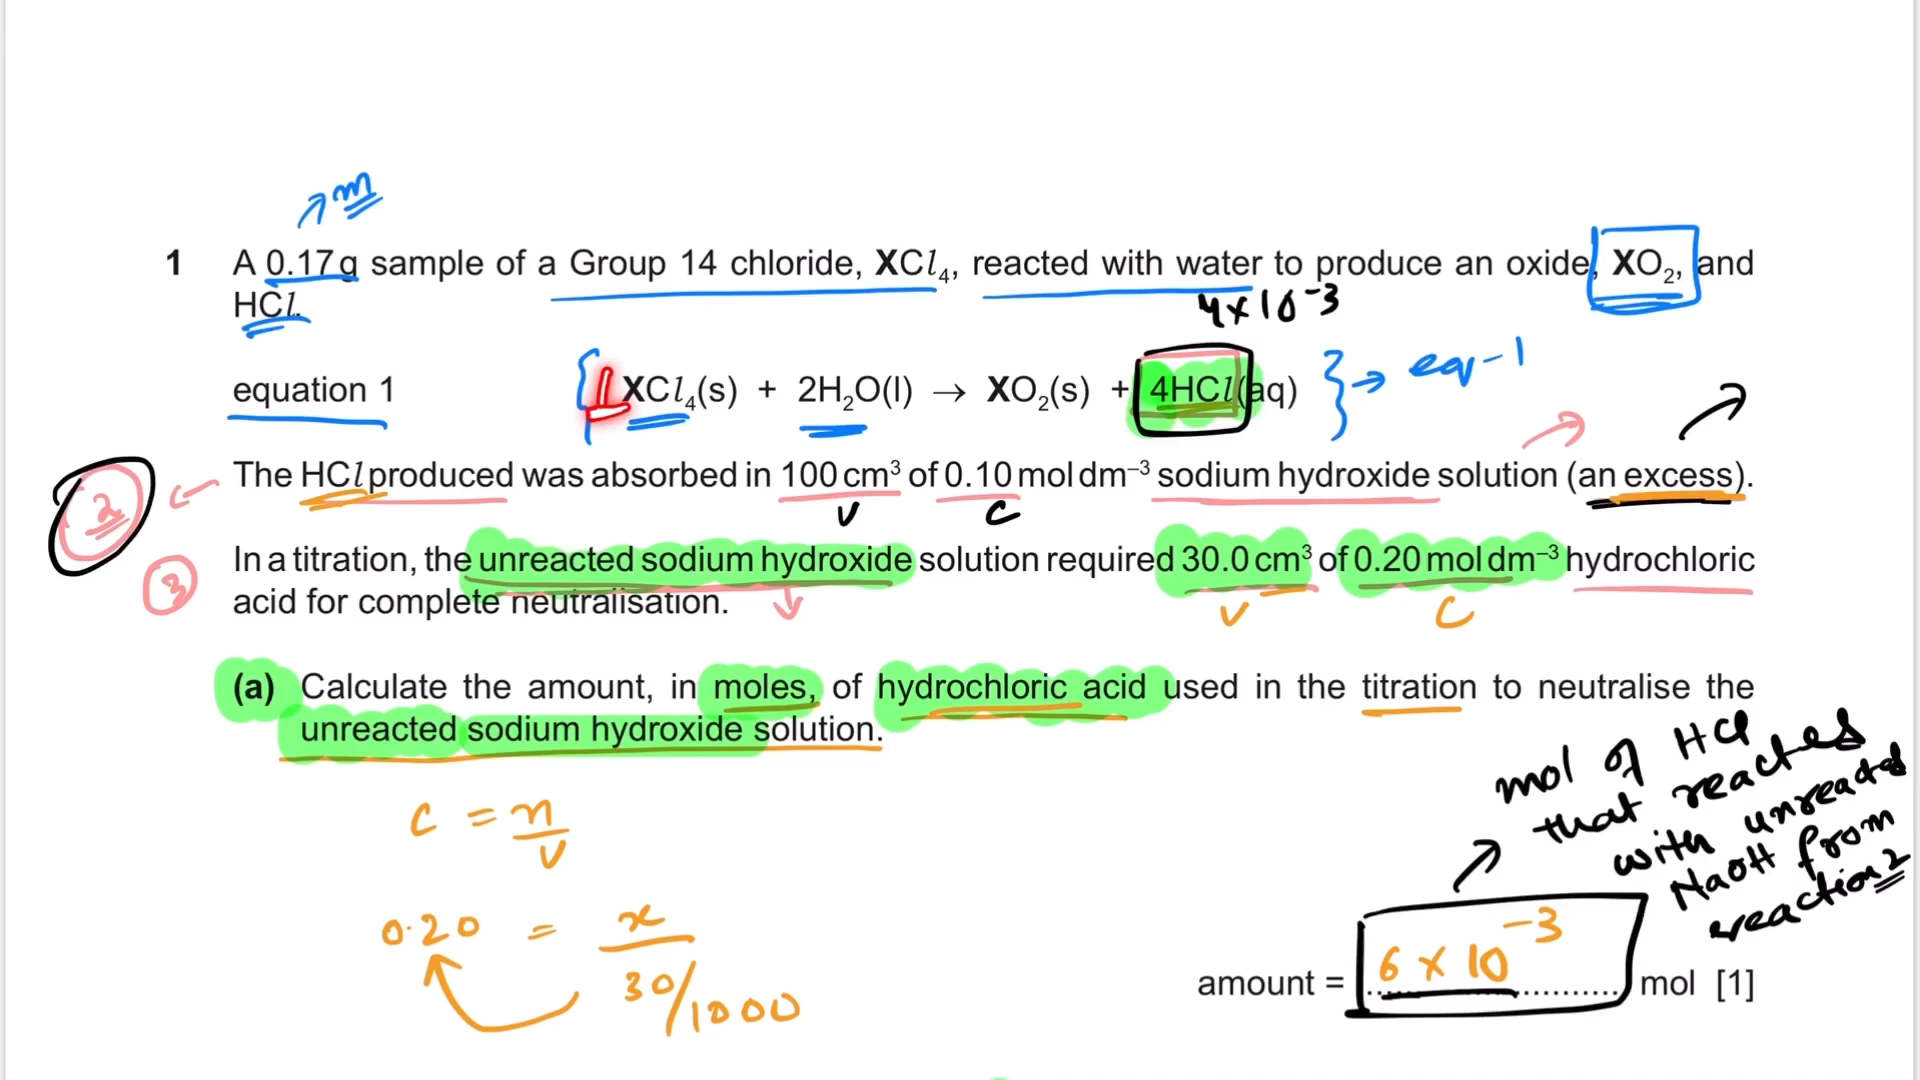 m
1 A 0.17 g sample of a Group 14 chloride, XCl₄, reacted with water to produce an oxide, XO₂, and
HCl.
4×10⁻³
equation 1 1 XCl₄(s) + 2H₂O(l) → XO₂(s) + 4HCl(aq) } → eq-1
2 ← The HCl produced was absorbed in 100 cm³ of 0.10 mol dm⁻³ sodium hydroxide solution (an excess).
V C
3 In a titration, the unreacted sodium hydroxide solution required 30.0 cm³ of 0.20 mol dm⁻³ hydrochloric
acid for complete neutralisation.
V C
(a) Calculate the amount, in moles, of hydrochloric acid used in the titration to neutralise the
unreacted sodium hydroxide solution.
mol of HCl
that reactes
with unreacted
NaOH from
reaction 2
C = n/V
0.20 = x / 30/1000
amount = 6 × 10⁻³ mol [1]